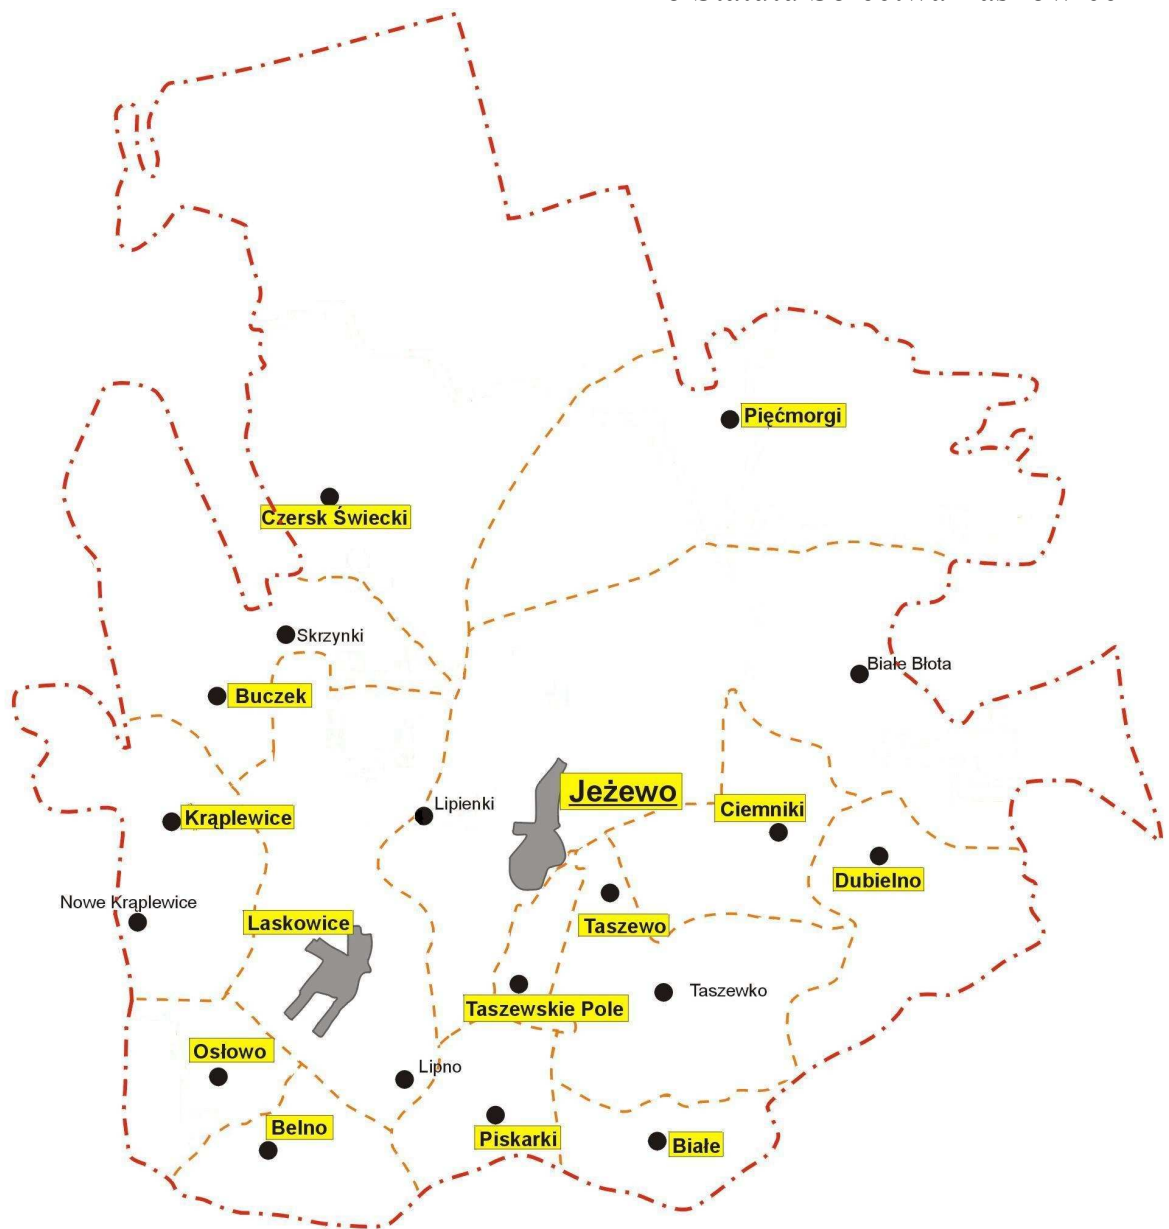 Pięćmorgi
Czersk Świecki
Skrzynki
Białe Błota
Buczek
Jeżewo
Lipienki
Ciemniki
Krąplewice
Dubielno
Nowe Krąplewice
Laskowice
Taszewo
Taszewko
Taszewskie Pole
Osłowo
Lipno
Belno
Piskarki
Białe